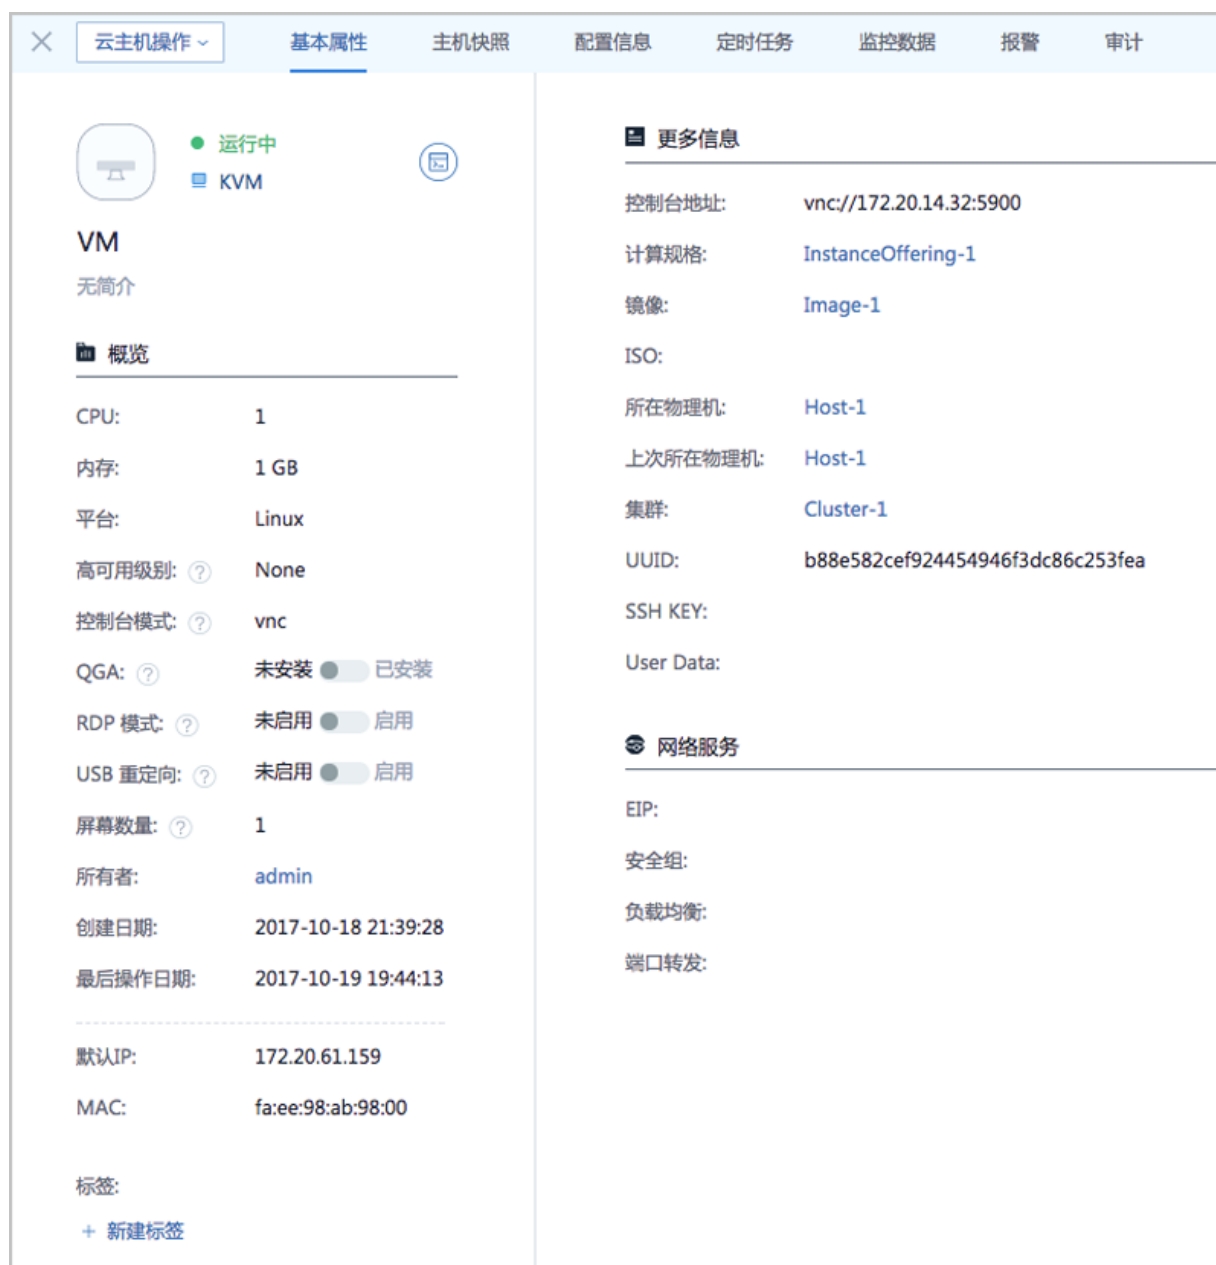 云主机操作 基本属性 主机快照 配置信息 定时任务 监控数据 报警 审计
运行中
KVM
VM
无简介
概览
CPU: 1
内存: 1 GB
平台: Linux
高可用级别: ? None
控制台模式: ? vnc
QGA: ? 未安装 已安装
RDP 模式: ? 未启用 启用
USB 重定向: ? 未启用 启用
屏幕数量: ? 1
所有者: admin
创建日期: 2017-10-18 21:39:28
最后操作日期: 2017-10-19 19:44:13
默认IP: 172.20.61.159
MAC: fa:ee:98:ab:98:00
标签:
+ 新建标签
更多信息
控制台地址: vnc://172.20.14.32:5900
计算规格: InstanceOffering-1
镜像: Image-1
ISO:
所在物理机: Host-1
上次所在物理机: Host-1
集群: Cluster-1
UUID: b88e582cef924454946f3dc86c253fea
SSH KEY:
User Data:
网络服务
EIP:
安全组:
负载均衡:
端口转发: